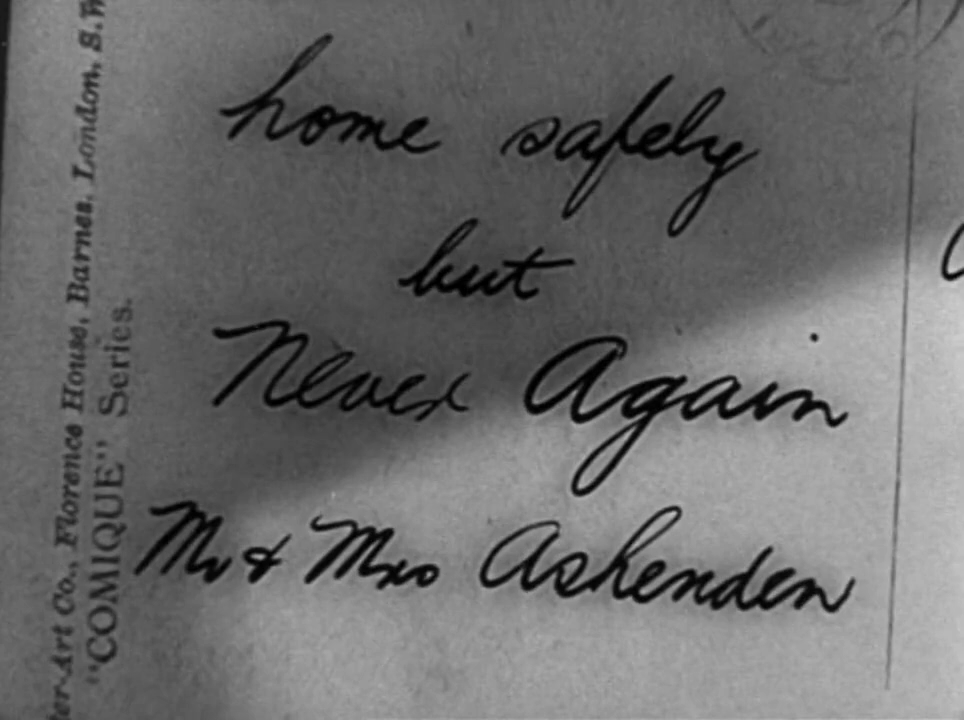 home safely
but
Never Again
Mr & Mrs Ashenden
Art Co., Florence House, Barnes, London,
"COMIQUE" Series.